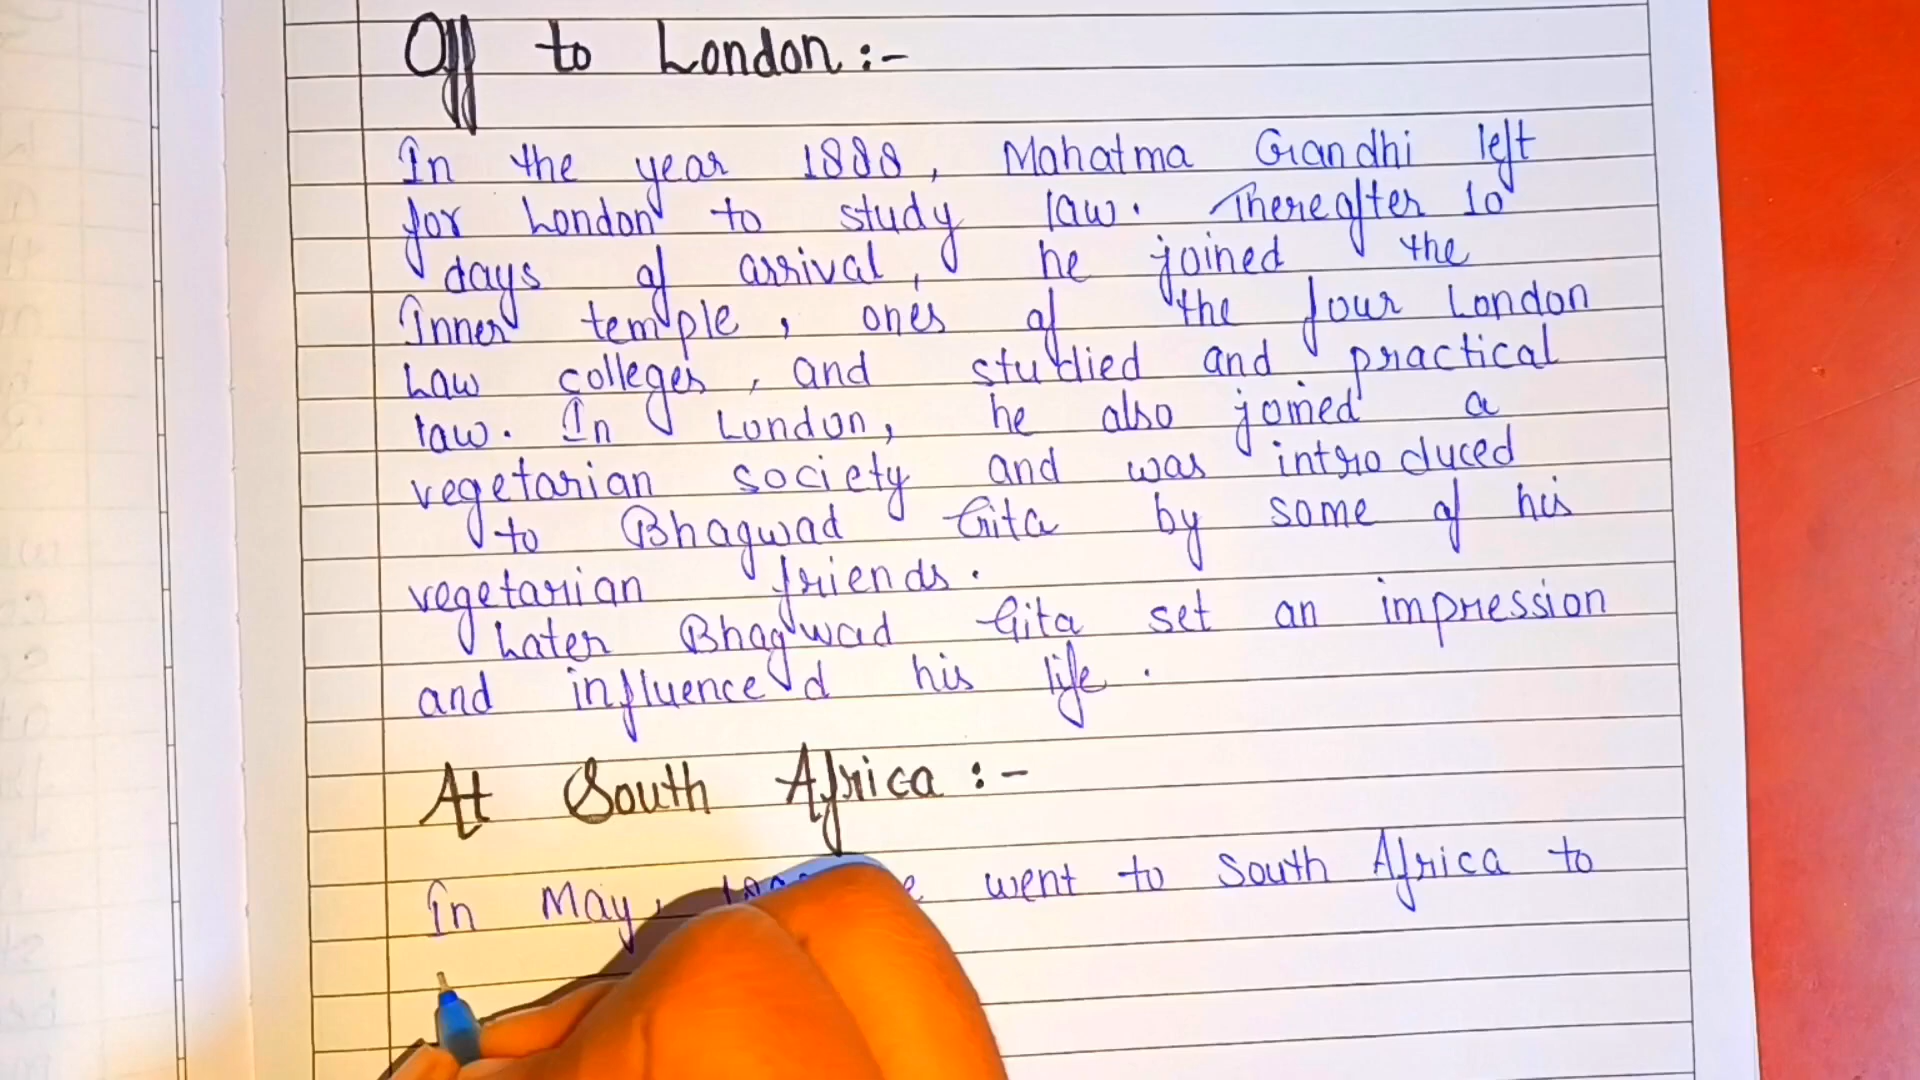 Off to London :-
In the year 1888, Mahatma Gandhi left
for London to study law. Thereafter 10
days of arrival, he joined the
Inner temple, ones of the four London
Law colleges, and studied and practical
law. In London, he also joined a
vegetarian society and was introduced
to Bhagwad Gita by some of his
vegetarian friends.
Later Bhagwad Gita set an impression
and influenced his life.
At South Africa :-
In May, went to South Africa to